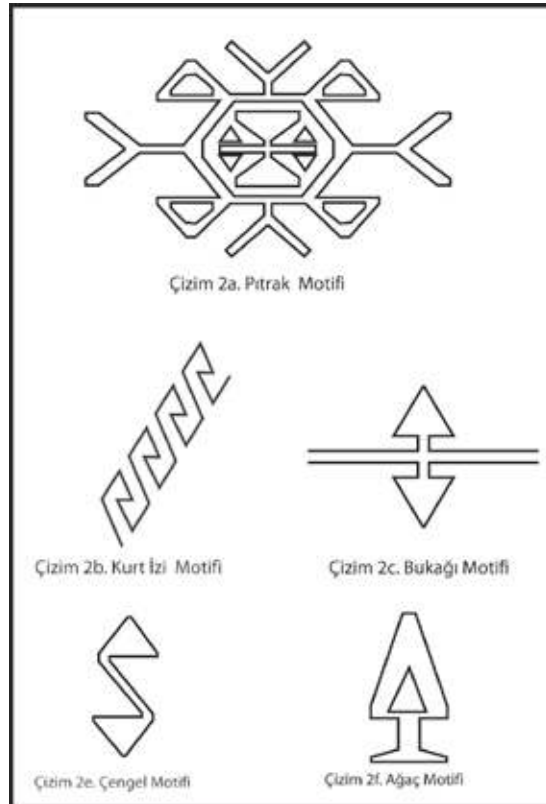 Çizim 2a. Pıtrak Motifi
Çizim 2b. Kurt İzi Motifi
Çizim 2c. Bukağı Motifi
Çizim 2e. Çengel Motifi
Çizim 2f. Ağaç Motifi